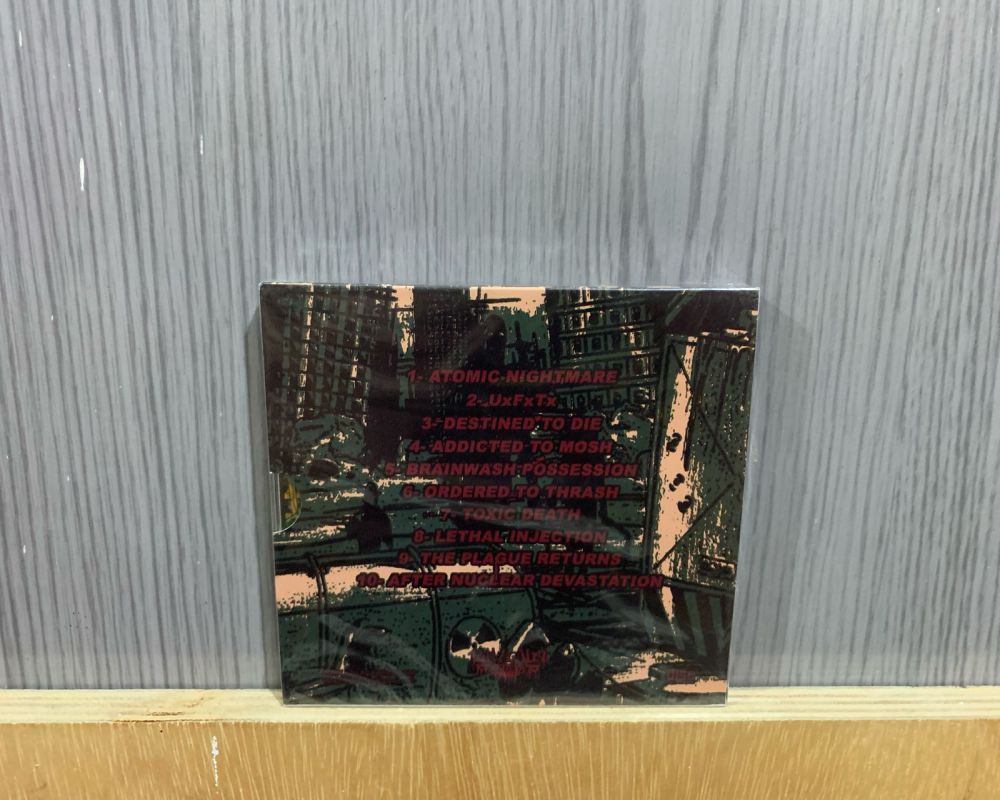 1- ATOMIC NIGHTMARE
2- UxFxTx
3- DESTINED TO DIE
4- ADDICTED TO MOSH
5- BRAINWASH POSSESSION
6- ORDERED TO THRASH
7- TOXIC DEATH
8- LETHAL INJECTION
9- THE PLAGUE RETURNS
10- AFTER NUCLEAR DEVASTATION